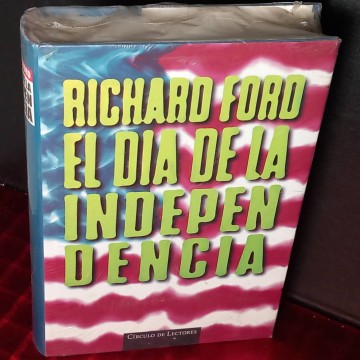 RICHARD FORD
EL DIA DE LA
INDEPEN
DENCIA
CÍRCULO DE LECTORES